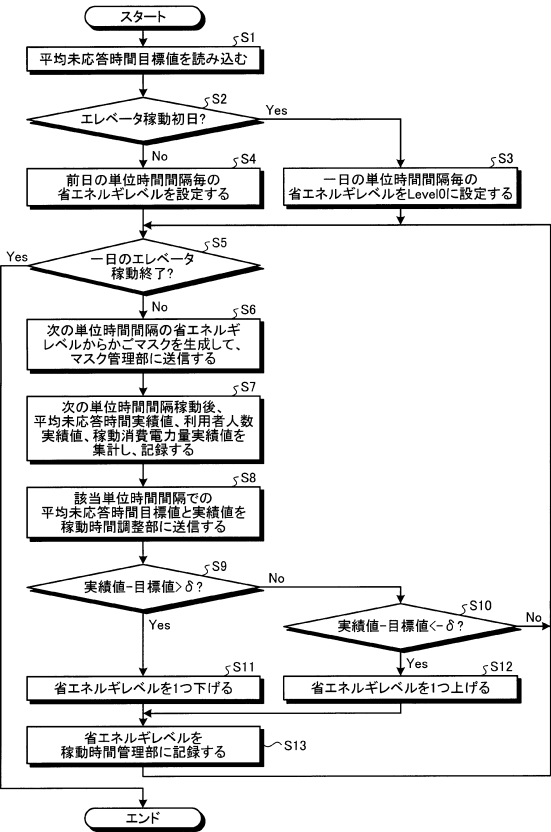 スタート
S1
平均未応答時間目標値を読み込む
S2
エレベータ稼動初日?
Yes
No
S4
前日の単位時間間隔毎の
省エネルギレベルを設定する
S3
一日の単位時間間隔毎の
省エネルギレベルをLevel0に設定する
S5
Yes
一日のエレベータ
稼動終了?
No
S6
次の単位時間間隔の省エネルギ
レベルからかごマスクを生成して、
マスク管理部に送信する
S7
次の単位時間間隔稼動後、
平均未応答時間実績値、利用者人数
実績値、稼動消費電力量実績値を
集計し、記録する
S8
該当単位時間間隔での
平均未応答時間目標値と実績値を
稼動時間調整部に送信する
S9
実績値-目標値>δ?
No
Yes
S10
実績値-目標値<-δ?
No
Yes
S11
省エネルギレベルを1つ下げる
S12
省エネルギレベルを1つ上げる
省エネルギレベルを
稼動時間管理部に記録する
S13
エンド